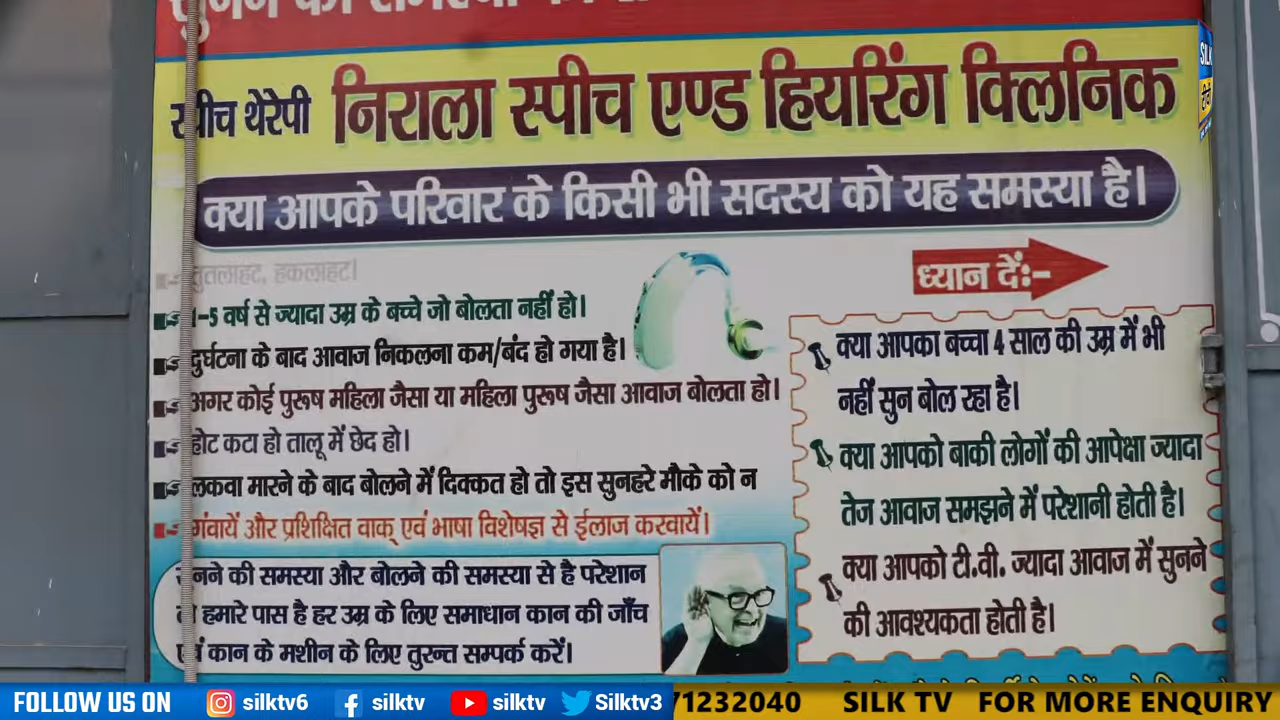 स्पीच थेरेपी निराला स्पीच एण्ड हियरिंग क्लिनिक
SILK
क्या आपके परिवार के किसी भी सदस्य को यह समस्या है।
तुतलाहट, हकलाहट।
-5 वर्ष से ज्यादा उम्र के बच्चे जो बोलता नहीं हो।
दुर्घटना के बाद आवाज निकलना कम/बंद हो गया है।
अगर कोई पुरूष महिला जैसा या महिला पुरूष जैसा आवाज बोलता हो।
होट कटा हो तालू में छेद हो।
लकवा मारने के बाद बोलने में दिक्कत हो तो इस सुनहरे मौके को न
गंवायें और प्रशिक्षित वाक् एवं भाषा विशेषज्ञ से ईलाज करवायें।
सुनने की समस्या और बोलने की समस्या से है परेशान
हमारे पास है हर उम्र के लिए समाधान कान की जाँच
एवं कान के मशीन के लिए तुरन्त सम्पर्क करें।
ध्यान दें:-
क्या आपका बच्चा 4 साल की उम्र में भी
नहीं सुन बोल रहा है।
क्या आपको बाकी लोगों की आपेक्षा ज्यादा
तेज आवाज समझने में परेशानी होती है।
क्या आपको टी.वी. ज्यादा आवाज में सुनने
की आवश्यकता होती है।
FOLLOW US ON silktv6 silktv silktv Silktv3 71232040 SILK TV FOR MORE ENQUIRY